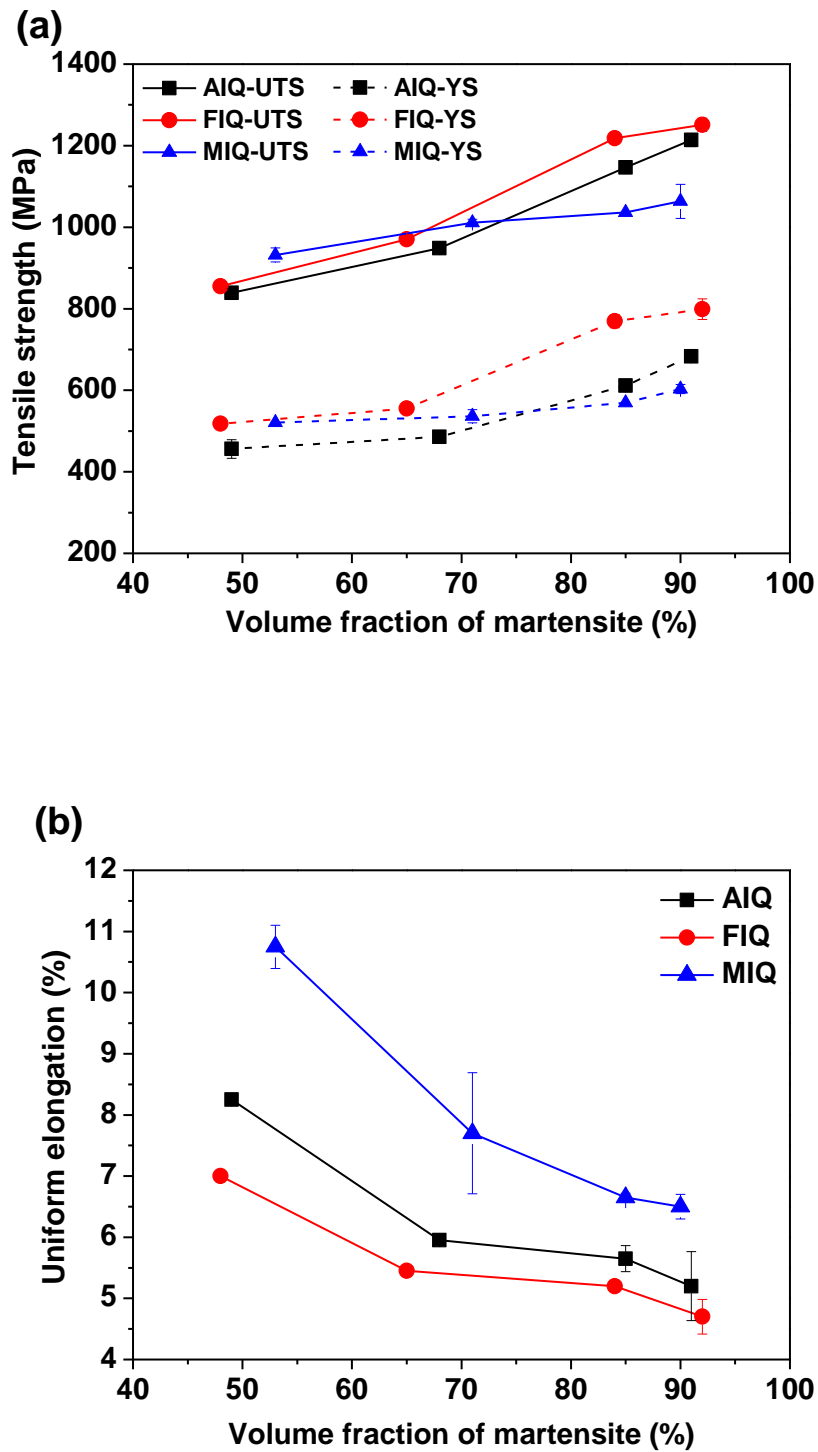 (a)
1400
1200
1000
800
600
400
200
Tensile strength (MPa)
AIQ-UTS AIQ-YS
FIQ-UTS FIQ-YS
MIQ-UTS MIQ-YS
40 50 60 70 80 90 100
Volume fraction of martensite (%)
(b)
12
11
10
9
8
7
6
5
4
Uniform elongation (%)
AIQ
FIQ
MIQ
40 50 60 70 80 90 100
Volume fraction of martensite (%)